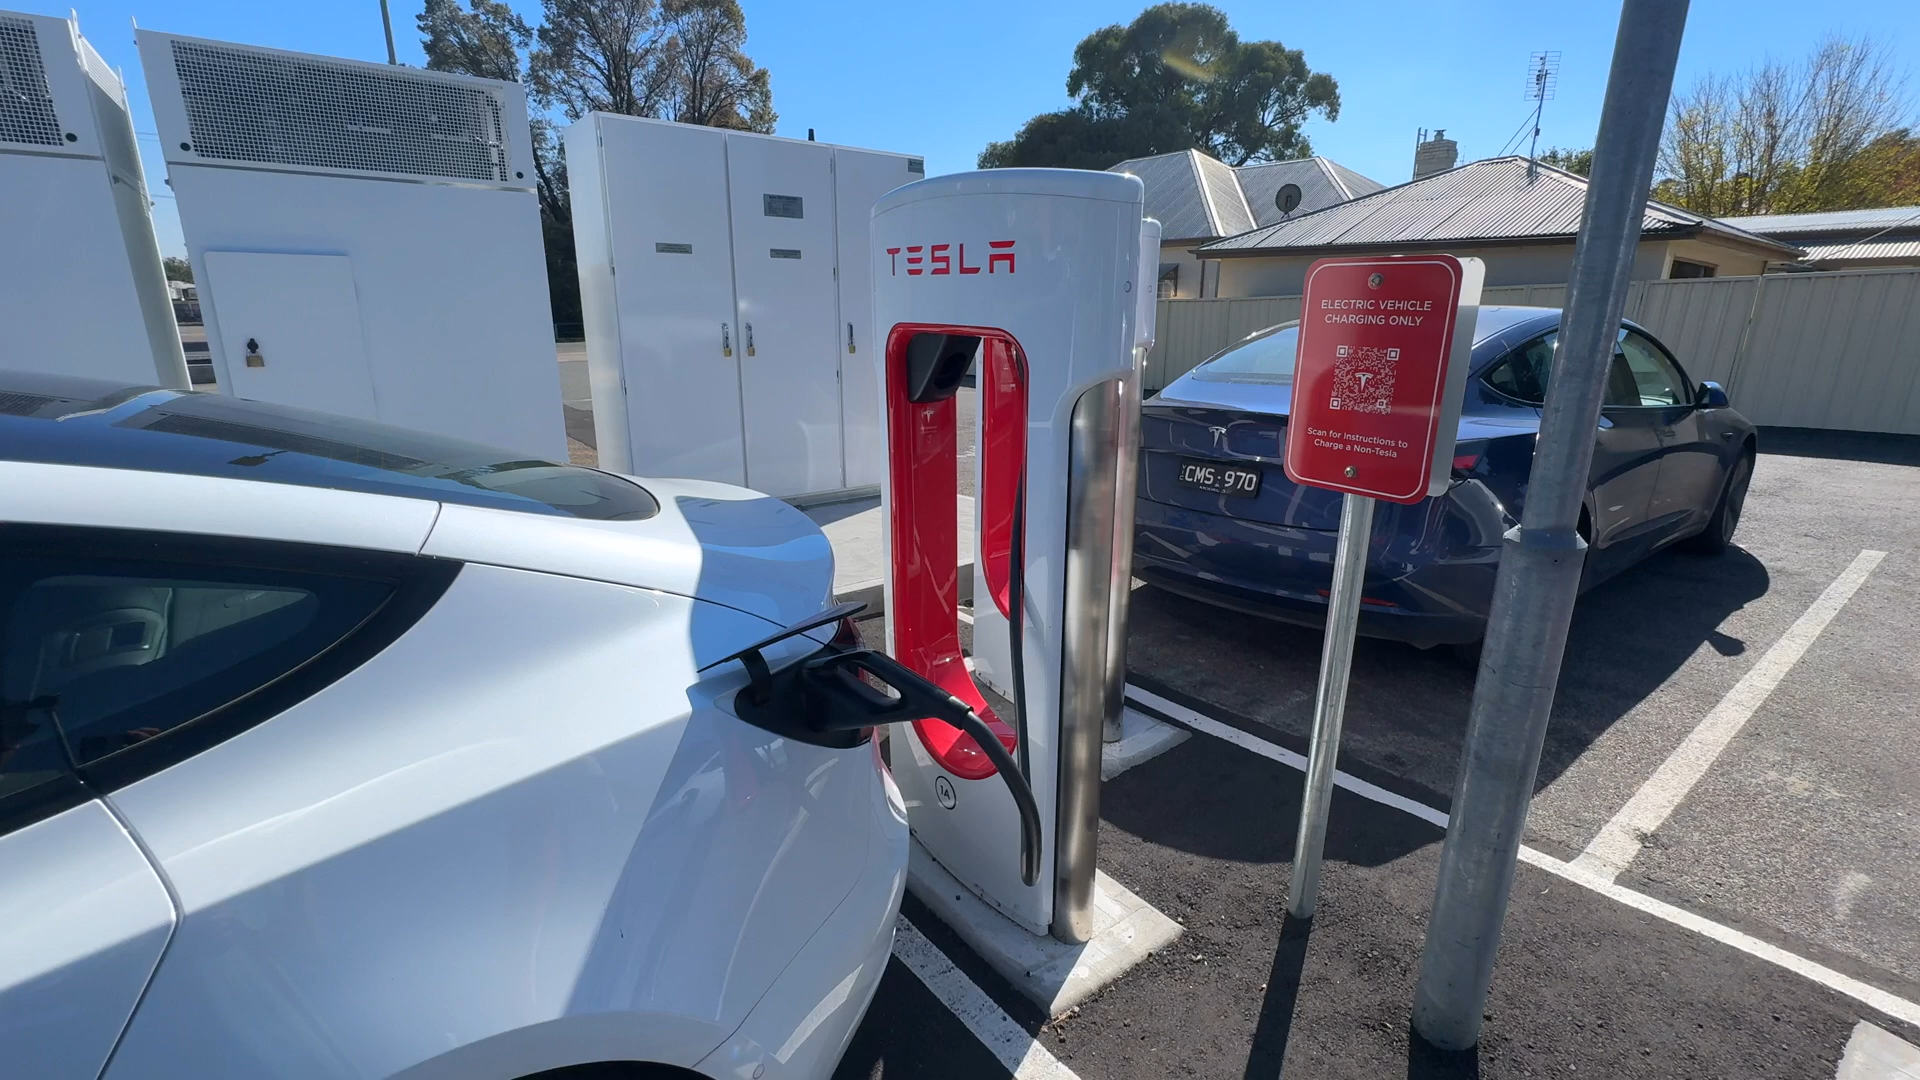 TESLA
ELECTRIC VEHICLE
CHARGING ONLY
Scan for Instructions to
Charge a Non-Tesla
CMS-970
1A